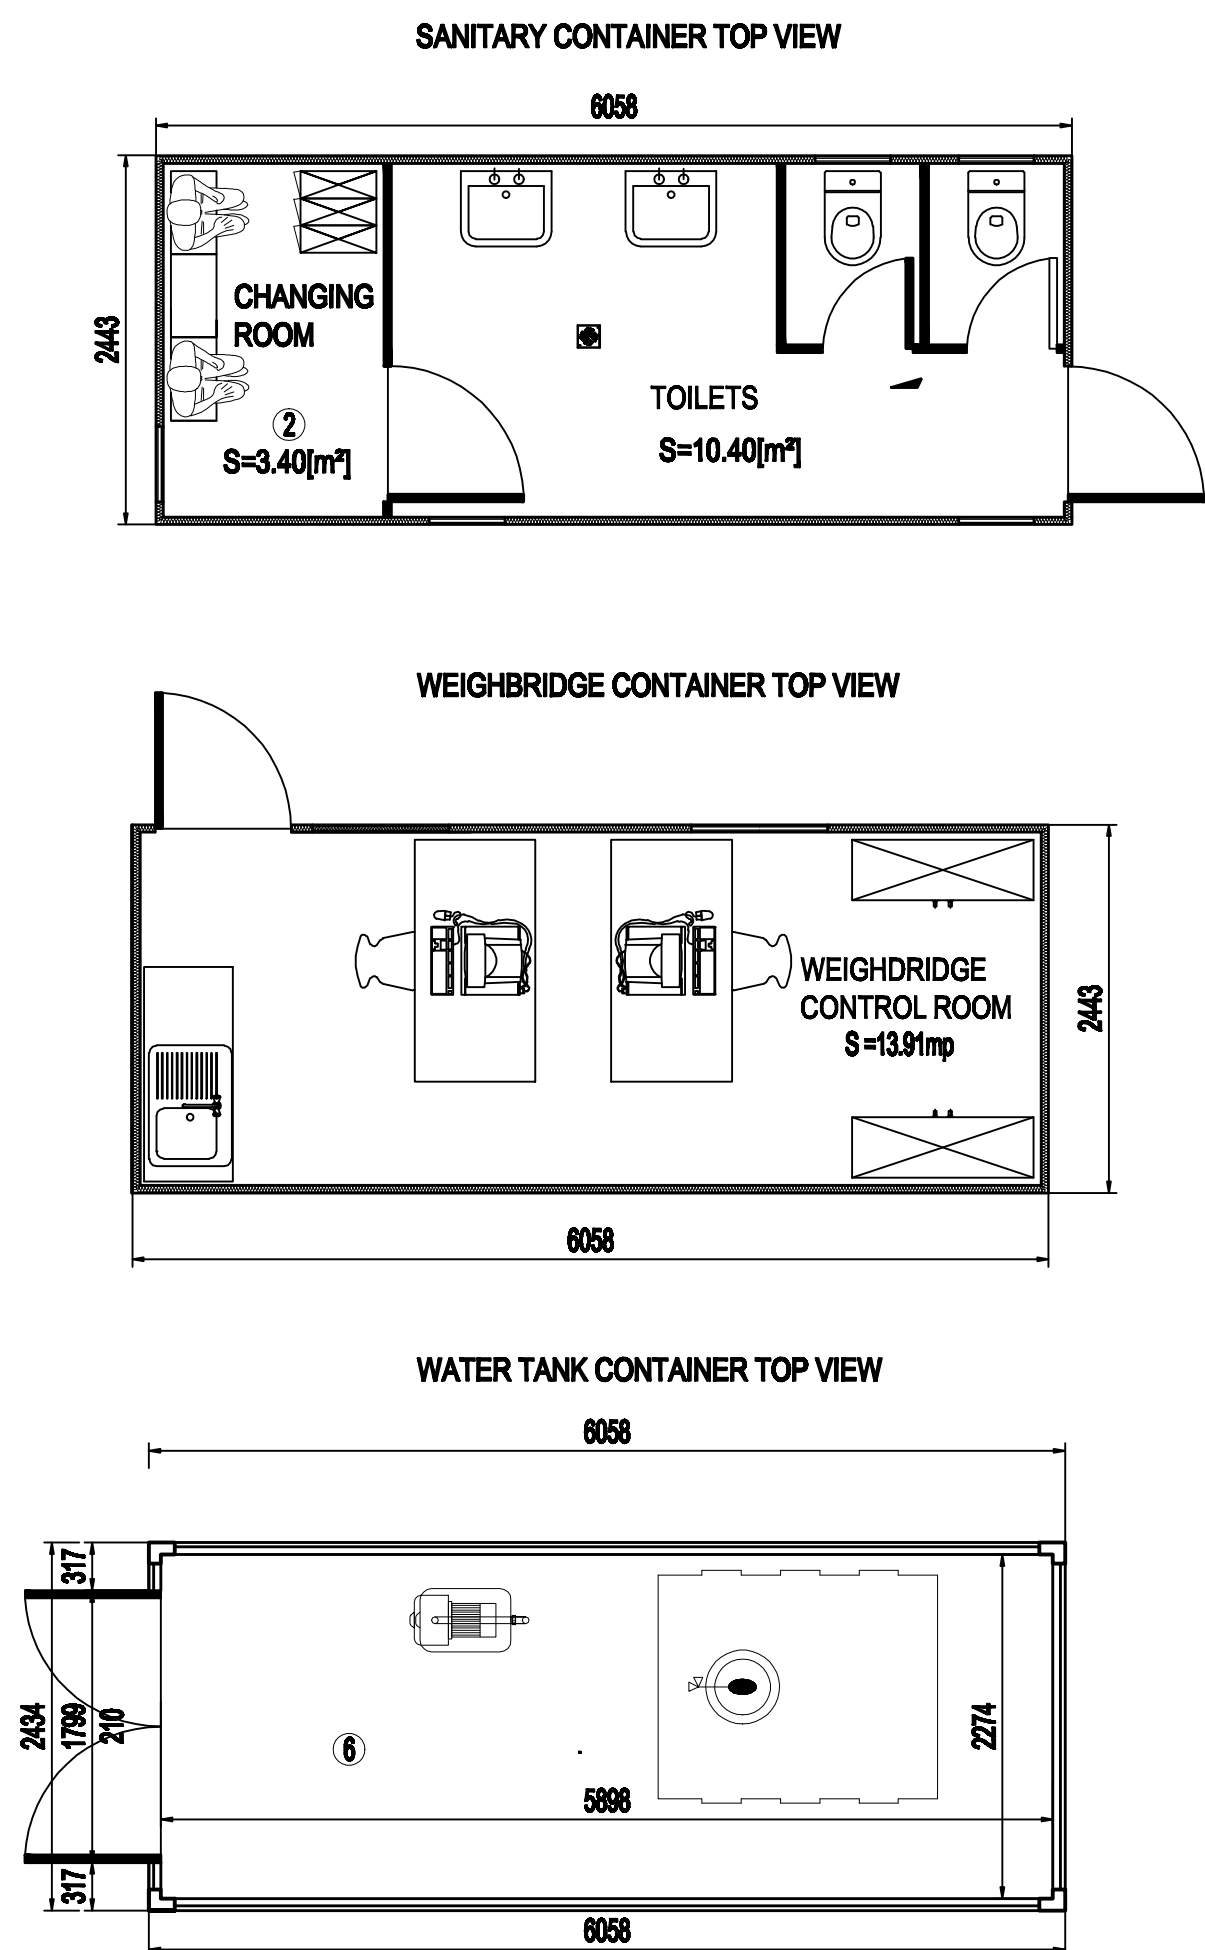 SANITARY CONTAINER TOP VIEW
6058
2443
CHANGING
ROOM
2
S=3.40[m²]
TOILETS
S=10.40[m²]
WEIGHBRIDGE CONTAINER TOP VIEW
WEIGHDRIDGE
CONTROL ROOM
S =13.91mp
2443
6058
WATER TANK CONTAINER TOP VIEW
6058
317
2434
1799
210
6
2274
5898
317
6058